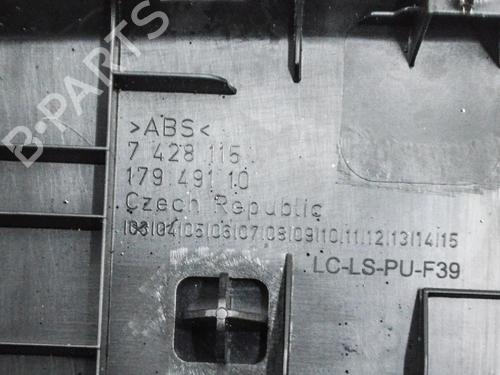 B-PARTS
>ABS<
7 428 115
179 491 10
Czech Republic
|03|04|05|06|07|08|09|10|11|12|13|14|15
LC-LS-PU-F39